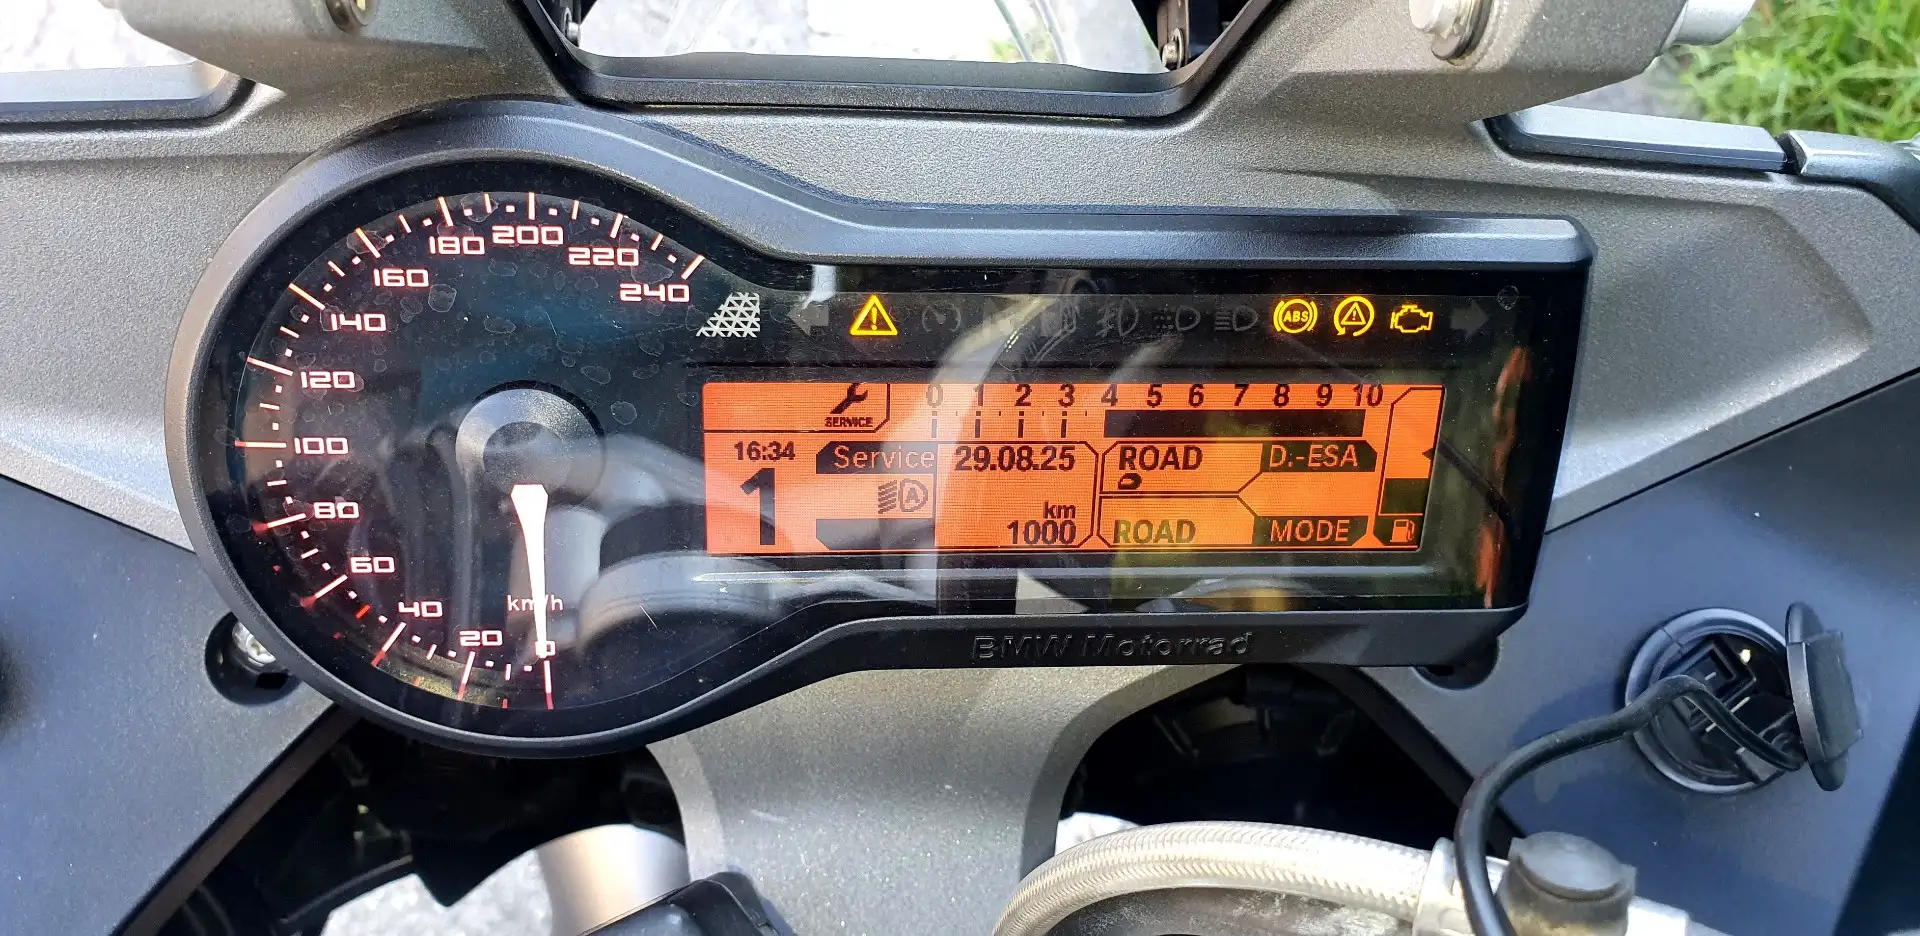 240
220
200
180
160
140
120
100
80
60
40
20
0
km/h
ABS
SERVICE
0 1 2 3 4 5 6 7 8 9 10
16:34
1
Service 29.08.25
A
km
1000
ROAD D:-ESA
ROAD MODE
BMW Motorrad